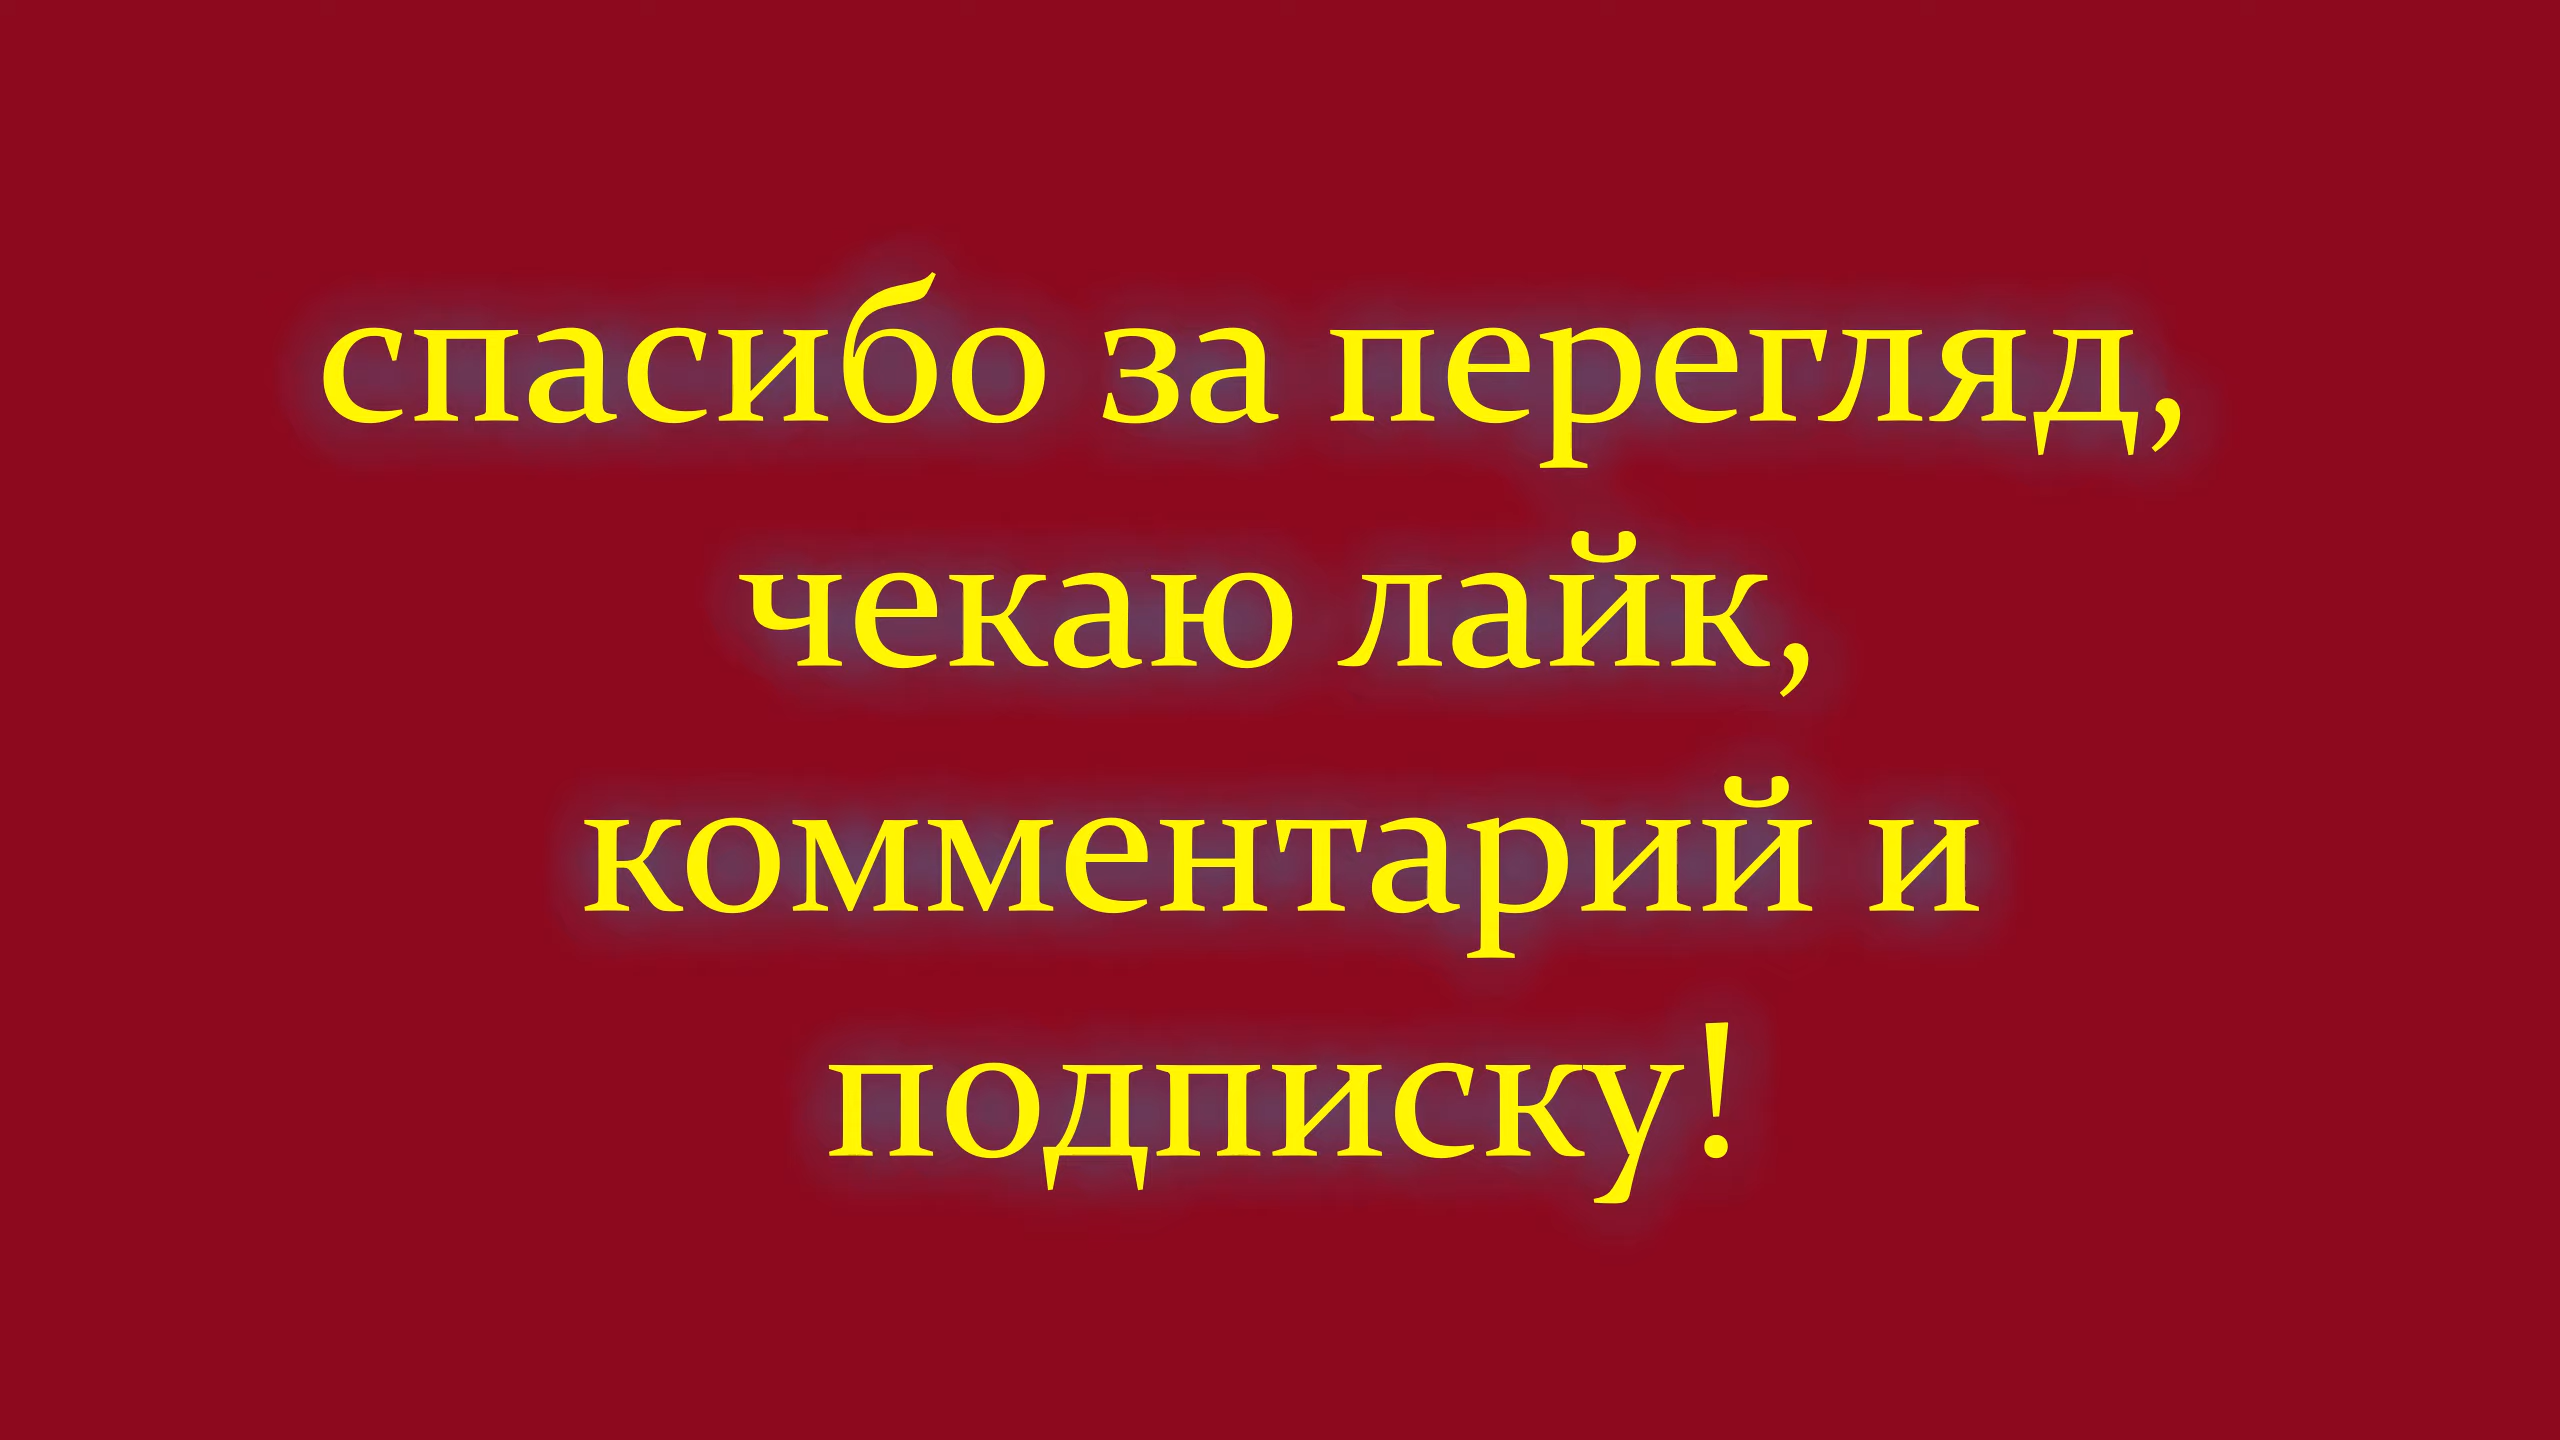 спасибо за перегляд,
чекаю лайк,
комментарий и
подписку!